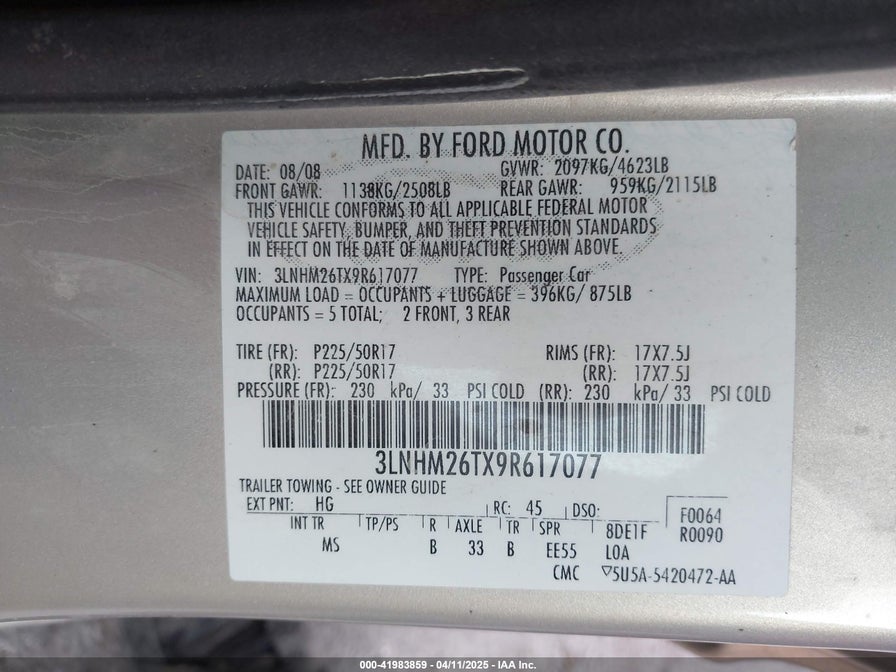 MFD. BY FORD MOTOR CO.
DATE: 08/08 GVWR: 2097KG/4623LB
FRONT GAWR: 1138KG/2508LB REAR GAWR: 959KG/2115LB
THIS VEHICLE CONFORMS TO ALL APPLICABLE FEDERAL MOTOR
VEHICLE SAFETY, BUMPER, AND THEFT PREVENTION STANDARDS
IN EFFECT ON THE DATE OF MANUFACTURE SHOWN ABOVE.
VIN: 3LNHM26TX9R617077 TYPE: Passenger Car
MAXIMUM LOAD = OCCUPANTS + LUGGAGE = 396KG/ 875LB
OCCUPANTS = 5 TOTAL; 2 FRONT, 3 REAR
TIRE (FR): P225/50R17 RIMS (FR): 17X7.5J
(RR): P225/50R17 (RR): 17X7.5J
PRESSURE (FR): 230 kPa/ 33 PSI COLD (RR): 230 kPa/ 33 PSI COLD
3LNHM26TX9R617077
TRAILER TOWING - SEE OWNER GUIDE
EXT PNT: HG RC: 45 DSO: F0064
INT TR TP/PS R AXLE TR SPR 8DE1F R0090
MS B 33 B EE55 LOA
CMC ▽5U5A-5420472-AA
000-41983859 - 04/11/2025 - IAA Inc.